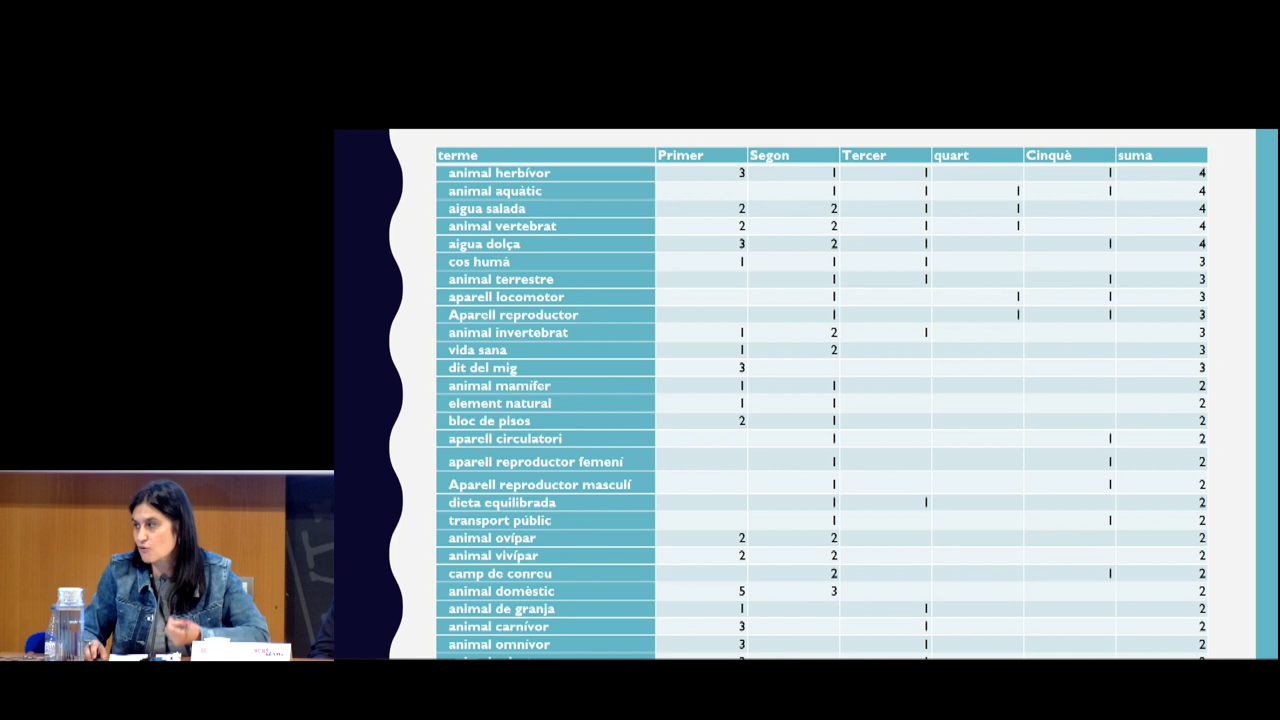 terme Primer Segon Tercer quart Cinquè suma
animal herbívor 3 1 1 1 4
animal aquàtic 1 1 1 1 4
aigua salada 2 2 1 1 4
animal vertebrat 2 2 1 1 4
aigua dolça 3 2 1 1 4
cos humà 1 1 1 3
animal terrestre 1 1 1 3
aparell locomotor 1 1 1 3
Aparell reproductor 1 1 1 3
animal invertebrat 1 2 1 3
vida sana 1 2 3
dit del mig 3 3
animal mamífer 1 1 2
element natural 1 1 2
bloc de pisos 2 1 2
aparell circulatori 1 1 2
aparell reproductor femení 1 1 2
Aparell reproductor masculí 1 1 2
dieta equilibrada 1 1 2
transport públic 1 1 2
animal ovípar 2 2 2
animal vivípar 2 2 2
camp de conreu 2 1 2
animal domèstic 5 3 2
animal de granja 1 1 2
animal carnívor 3 1 2
animal omnívor 3 1 2